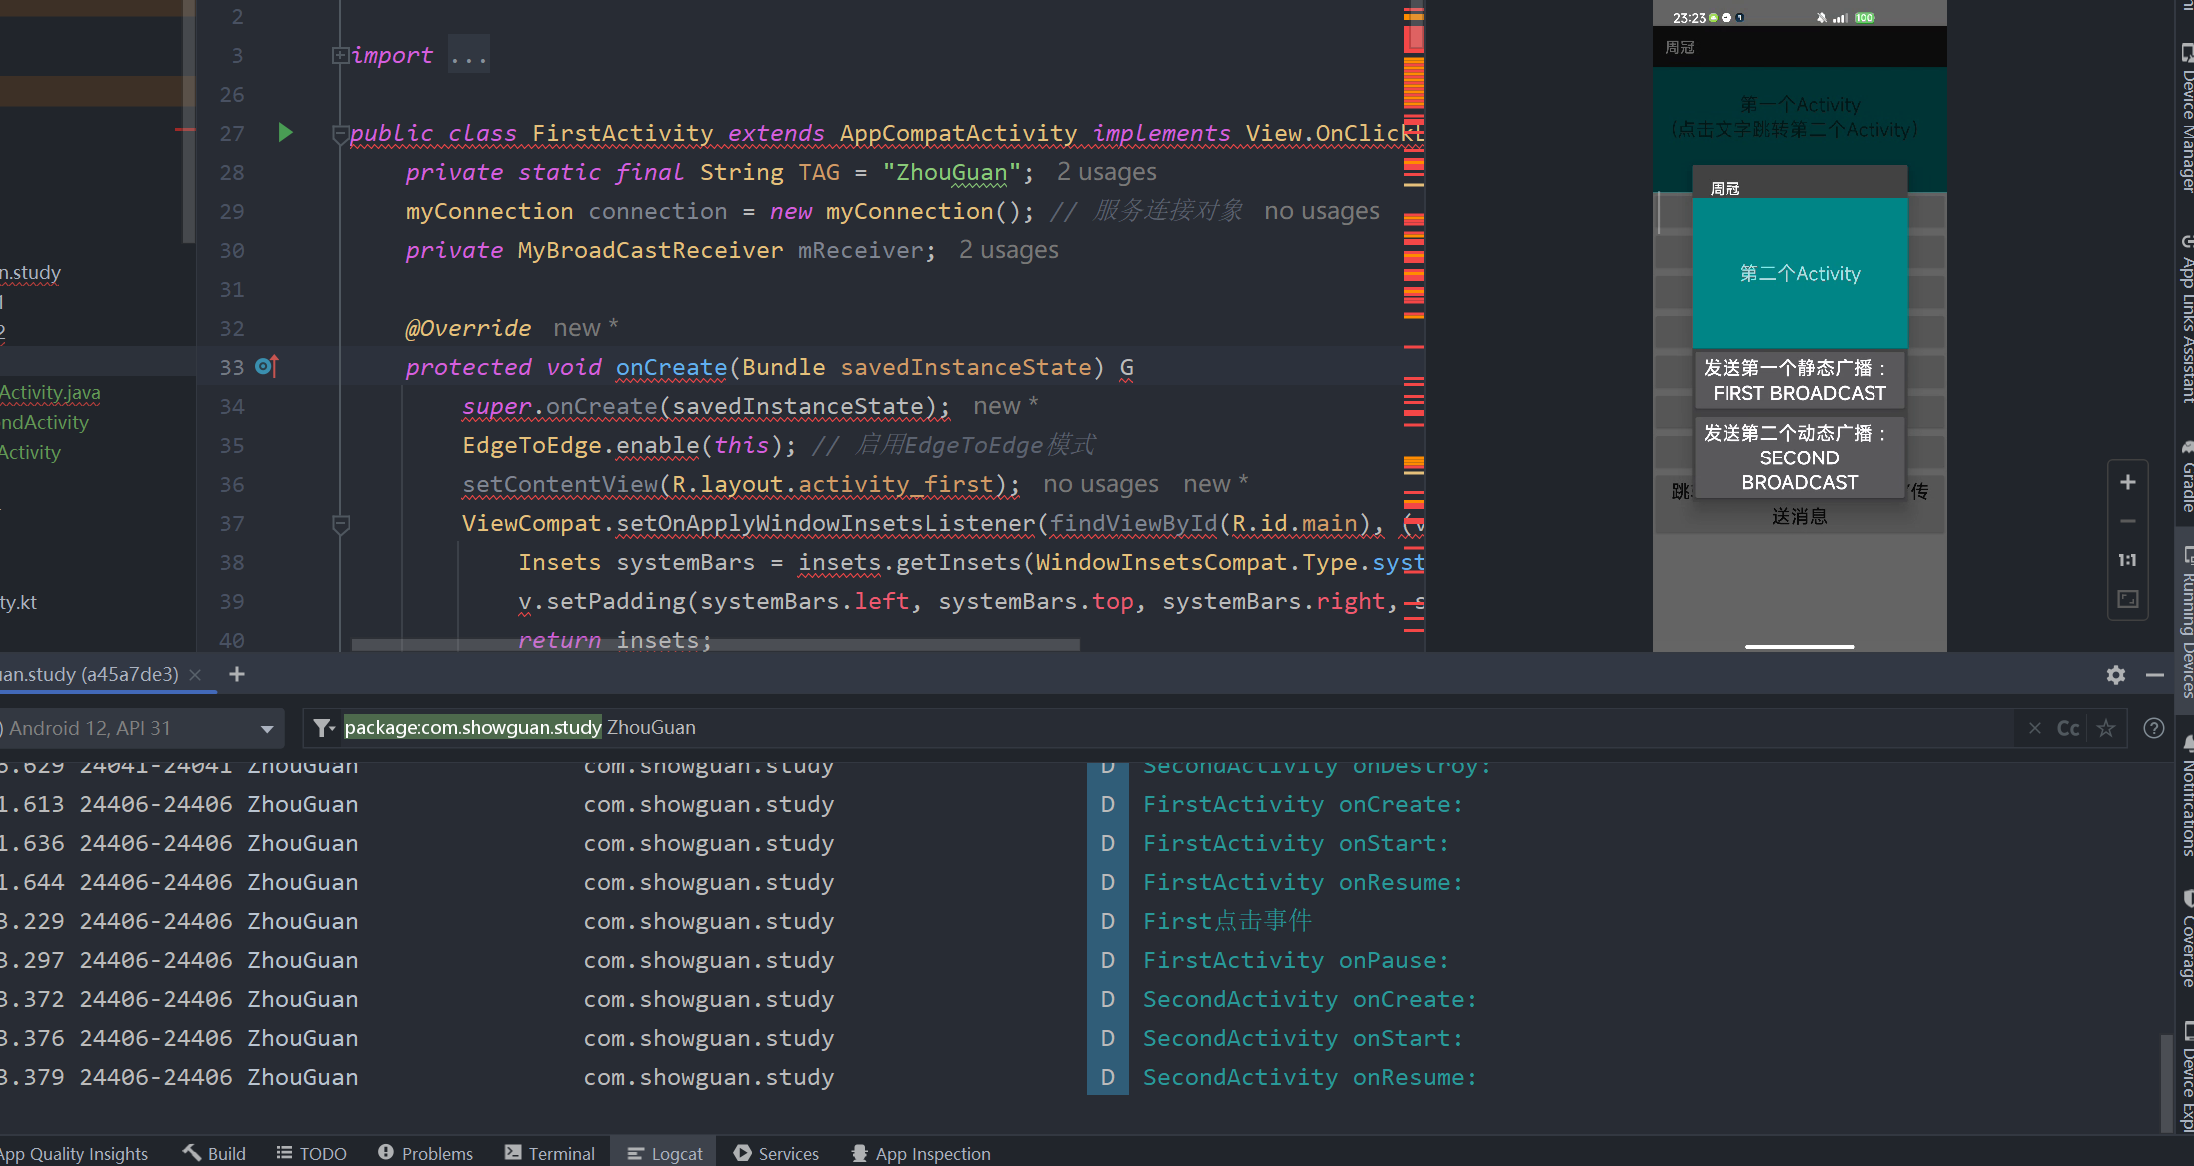 2
3 import ...
26
27 public class FirstActivity extends AppCompatActivity implements View.OnClickL
28 private static final String TAG = "ZhouGuan"; 2 usages
29 myConnection connection = new myConnection(); // 服务连接对象 no usages
30 private MyBroadCastReceiver mReceiver; 2 usages
31
32 @Override new *
33 protected void onCreate(Bundle savedInstanceState) G
34 super.onCreate(savedInstanceState); new *
35 EdgeToEdge.enable(this); // 启用EdgeToEdge模式
36 setContentView(R.layout.activity_first); no usages new *
37 ViewCompat.setOnApplyWindowInsetsListener(findViewById(R.id.main), (v
38 Insets systemBars = insets.getInsets(WindowInsetsCompat.Type.syst
39 v.setPadding(systemBars.left, systemBars.top, systemBars.right, s
40 return insets;
n.study
2
Activity.java
ndActivity
Activity
ty.kt
23:23 100
周冠
第一个Activity
(点击文字跳转第二个Activity)
周冠
第二个Activity
发送第一个静态广播：
FIRST BROADCAST
发送第二个动态广播：
SECOND
BROADCAST
跳 传
送消息
1:1
Device Manager
App Links Assistant
Gradle
Running Devices
Notifications
Coverage
Device Expl
uan.study (a45a7de3)
) Android 12, API 31
package:com.showguan.study ZhouGuan
Cc
?
6.629 24041-24041 ZhouGuan com.showguan.study D SecondActivity onDestroy:
1.613 24406-24406 ZhouGuan com.showguan.study D FirstActivity onCreate:
1.636 24406-24406 ZhouGuan com.showguan.study D FirstActivity onStart:
1.644 24406-24406 ZhouGuan com.showguan.study D FirstActivity onResume:
3.229 24406-24406 ZhouGuan com.showguan.study D First点击事件
3.297 24406-24406 ZhouGuan com.showguan.study D FirstActivity onPause:
3.372 24406-24406 ZhouGuan com.showguan.study D SecondActivity onCreate:
3.376 24406-24406 ZhouGuan com.showguan.study D SecondActivity onStart:
3.379 24406-24406 ZhouGuan com.showguan.study D SecondActivity onResume:
App Quality Insights Build TODO Problems Terminal Logcat Services App Inspection